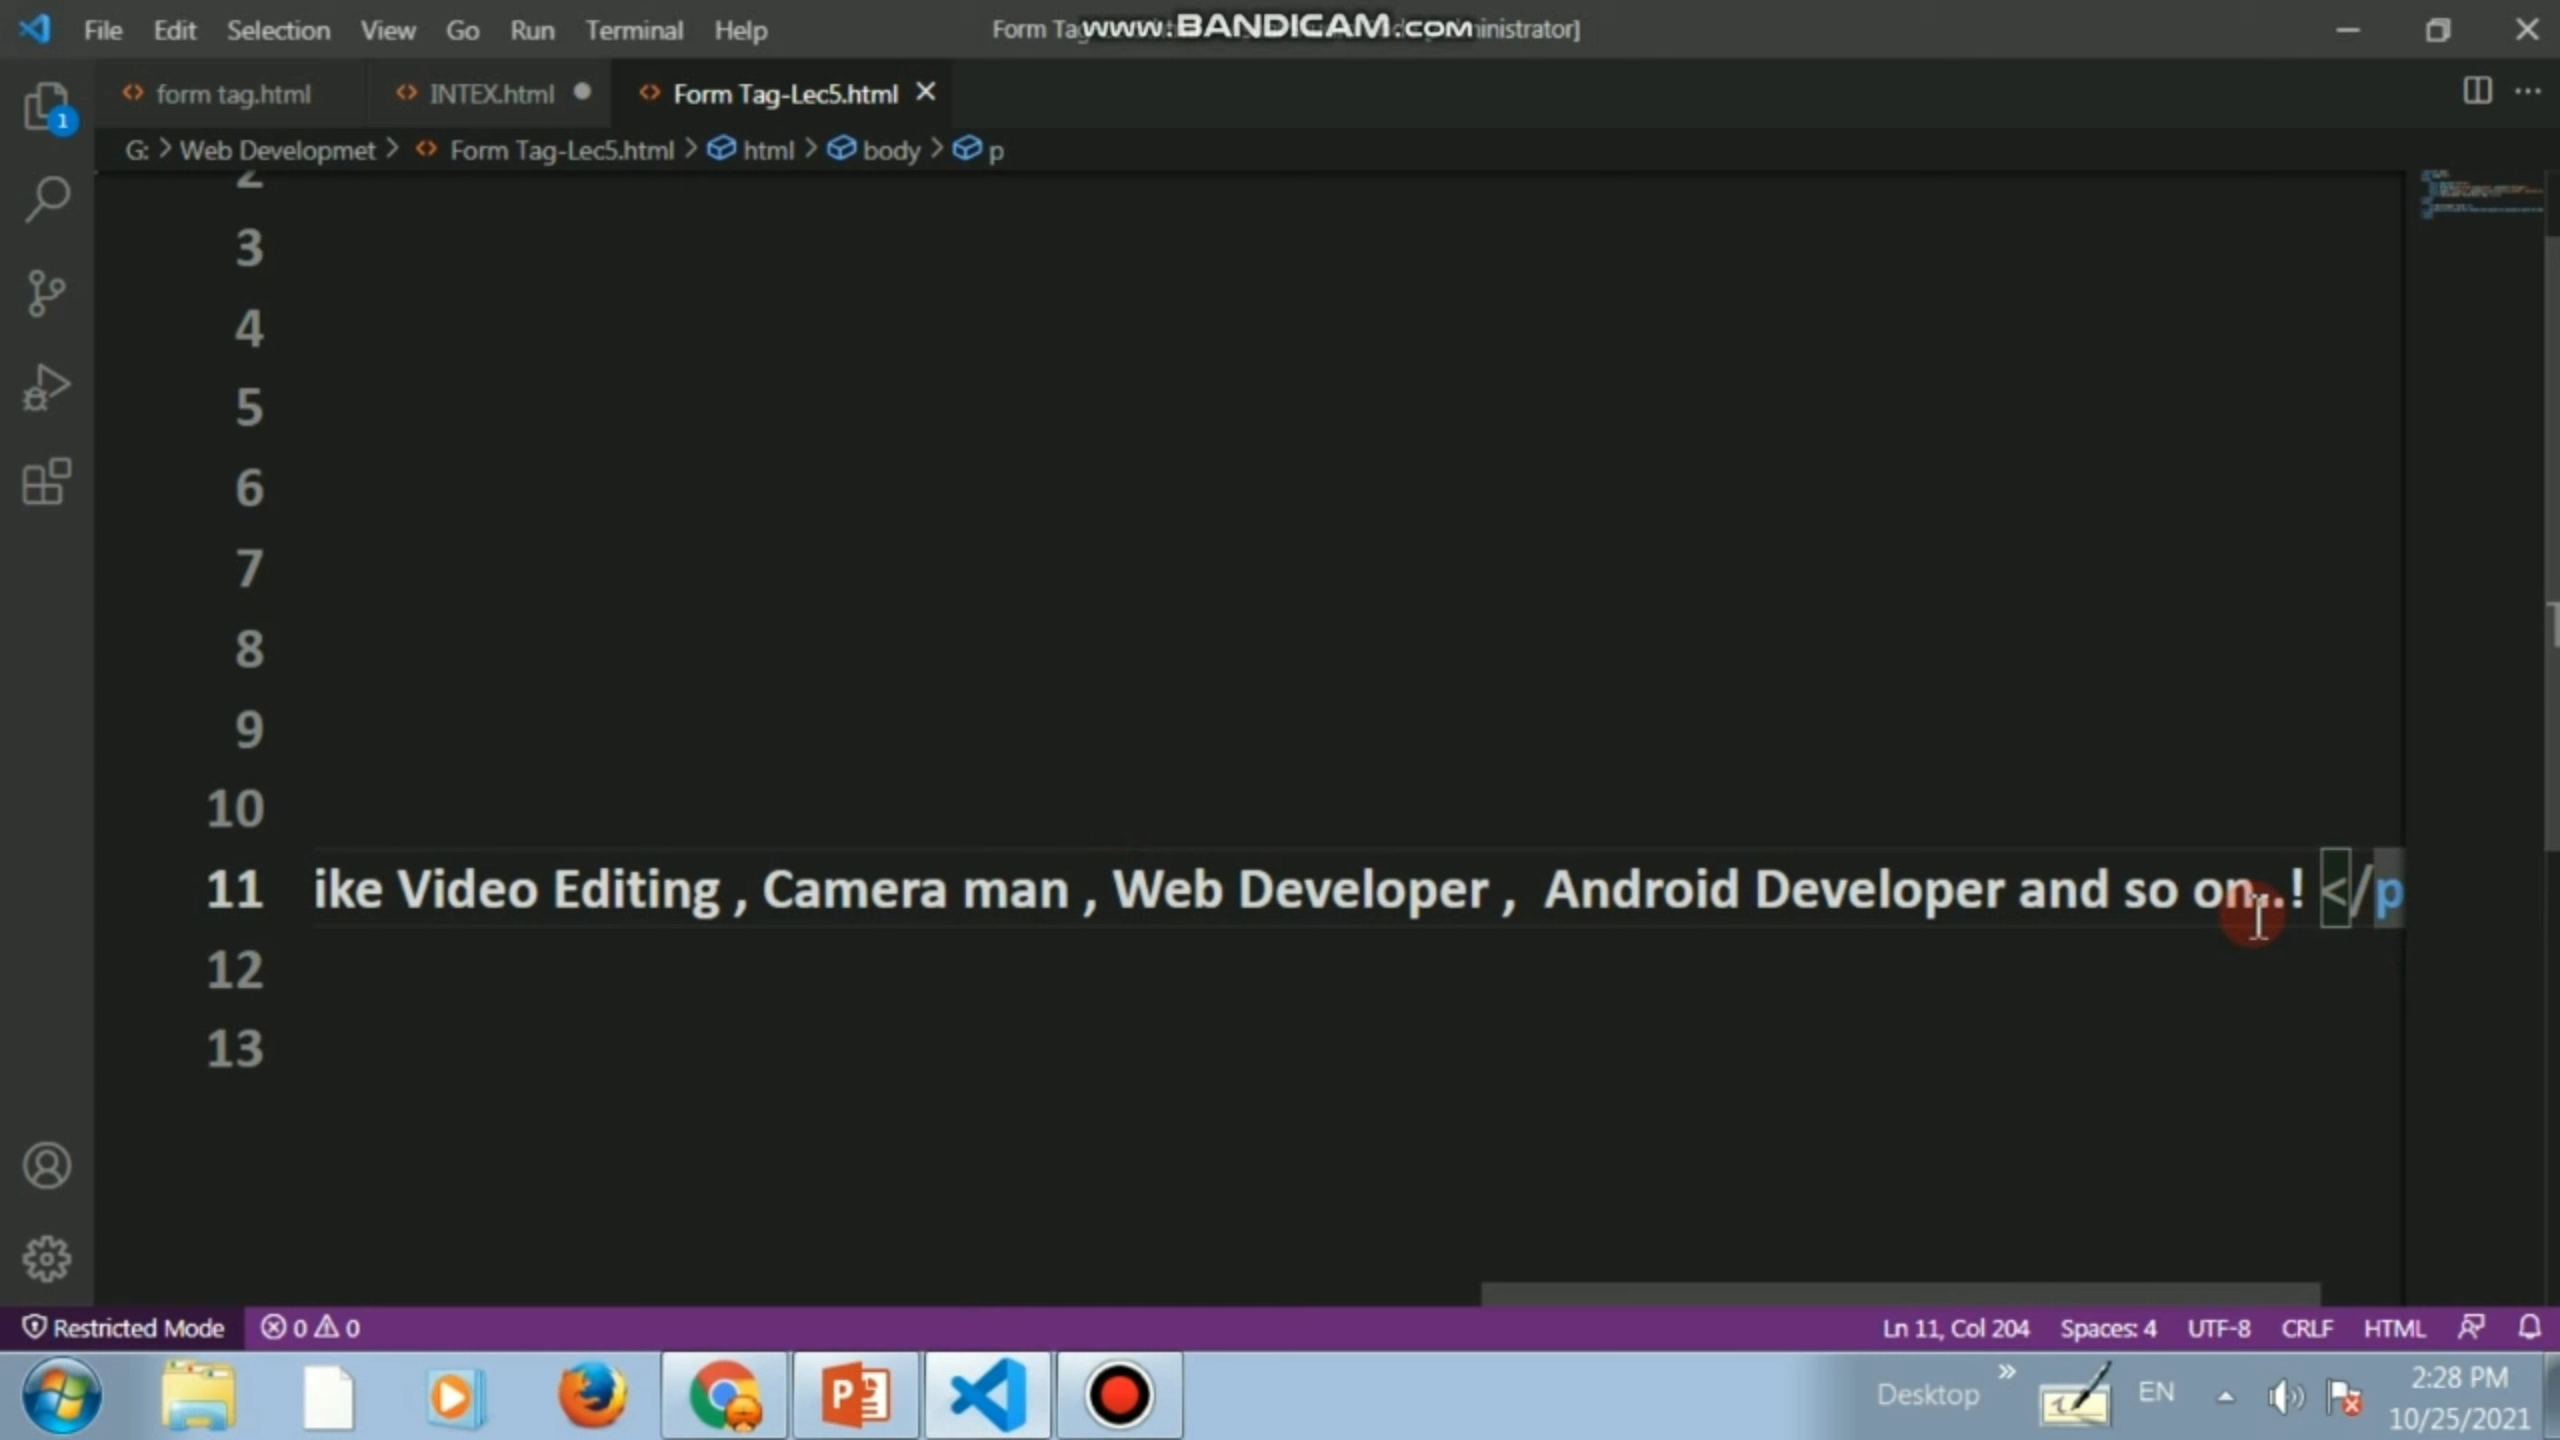 File Edit Selection View Go Run Terminal Help
Form Ta
www.BANDICAM.com
inistrator]
form tag.html
INTEX.html
Form Tag-Lec5.html
G: > Web Developmet > Form Tag-Lec5.html > html > body > p
1
2
3
4
5
6
7
8
9
10
11 ike Video Editing , Camera man , Web Developer ,  Android Developer and so on..! </p
12
13
Restricted Mode 0 0
Ln 11, Col 204 Spaces: 4 UTF-8 CRLF HTML
Desktop » EN
2:28 PM
10/25/2021